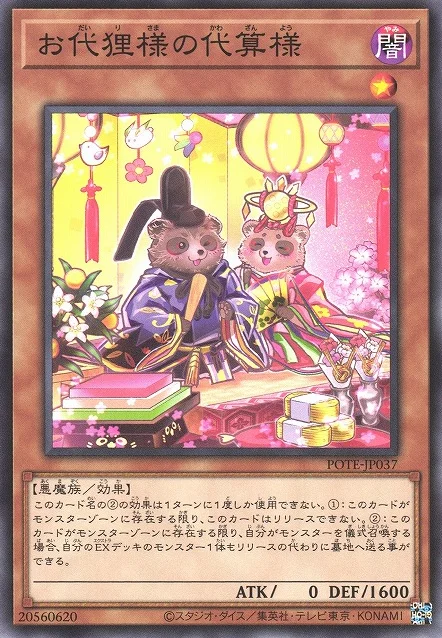 お代狸様の代算様
闇
POTE-JP037
【悪魔族／効果】
このカード名の②の効果は１ターンに１度しか使用できない。①：このカードが
モンスターゾーンに存在する限り、このカードはリリースできない。②：このカード
がモンスターゾーンに存在する限り、自分がモンスターを儀式召喚する
場合、自分のEXデッキのモンスター１体もリリースの代わりに墓地へ送る事が
できる。
ATK/ 0 DEF/1600
20560620 ©スタジオ・ダイス／集英社・テレビ東京・KONAMI